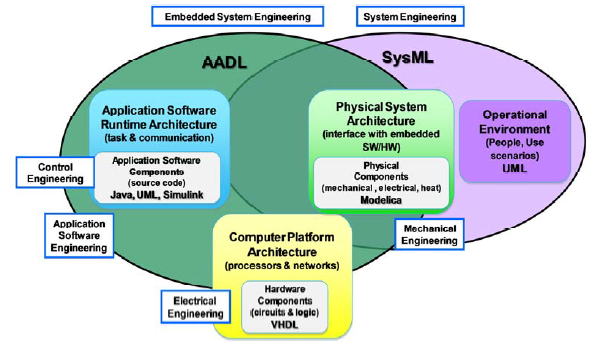 Embedded System Engineering
System Engineering
AADL
SysML
Application Software
Runtime Architecture
(task & communication)
Application Software
Components
(source code)
Java, UML, Simulink
Physical System
Architecture
(interface with embedded
SW/HW)
Physical
Components
(mechanical , electrical, heat)
Modelica
Operational
Environment
(People, Use
scenarios)
UML
Control
Engineering
Application
Software
Engineering
Computer Platform
Architecture
(processors & networks)
Hardware
Components
(circuits & logic)
VHDL
Mechanical
Engineering
Electrical
Engineering